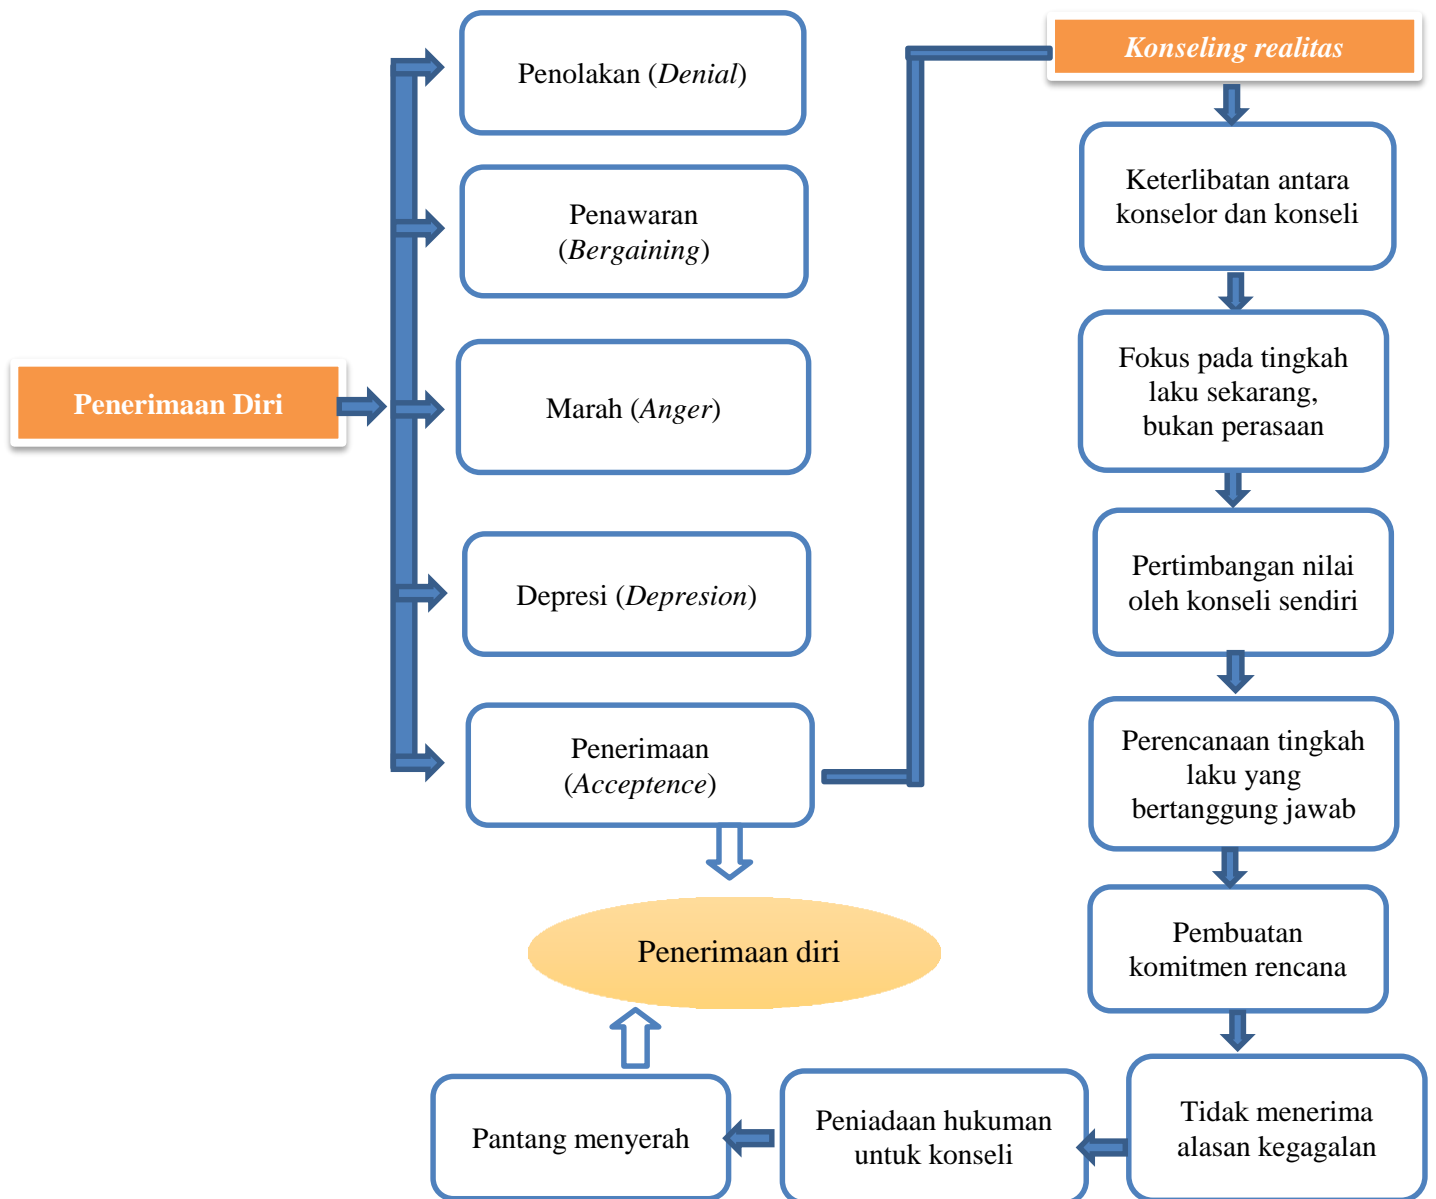 Penerimaan Diri
Penolakan (Denial)
Penawaran
(Bergaining)
Marah (Anger)
Depresi (Depresion)
Penerimaan
(Acceptence)
Konseling realitas
Keterlibatan antara
konselor dan konseli
Fokus pada tingkah
laku sekarang,
bukan perasaan
Pertimbangan nilai
oleh konseli sendiri
Perencanaan tingkah
laku yang
bertanggung jawab
Pembuatan
komitmen rencana
Tidak menerima
alasan kegagalan
Peniadaan hukuman
untuk konseli
Pantang menyerah
Penerimaan diri